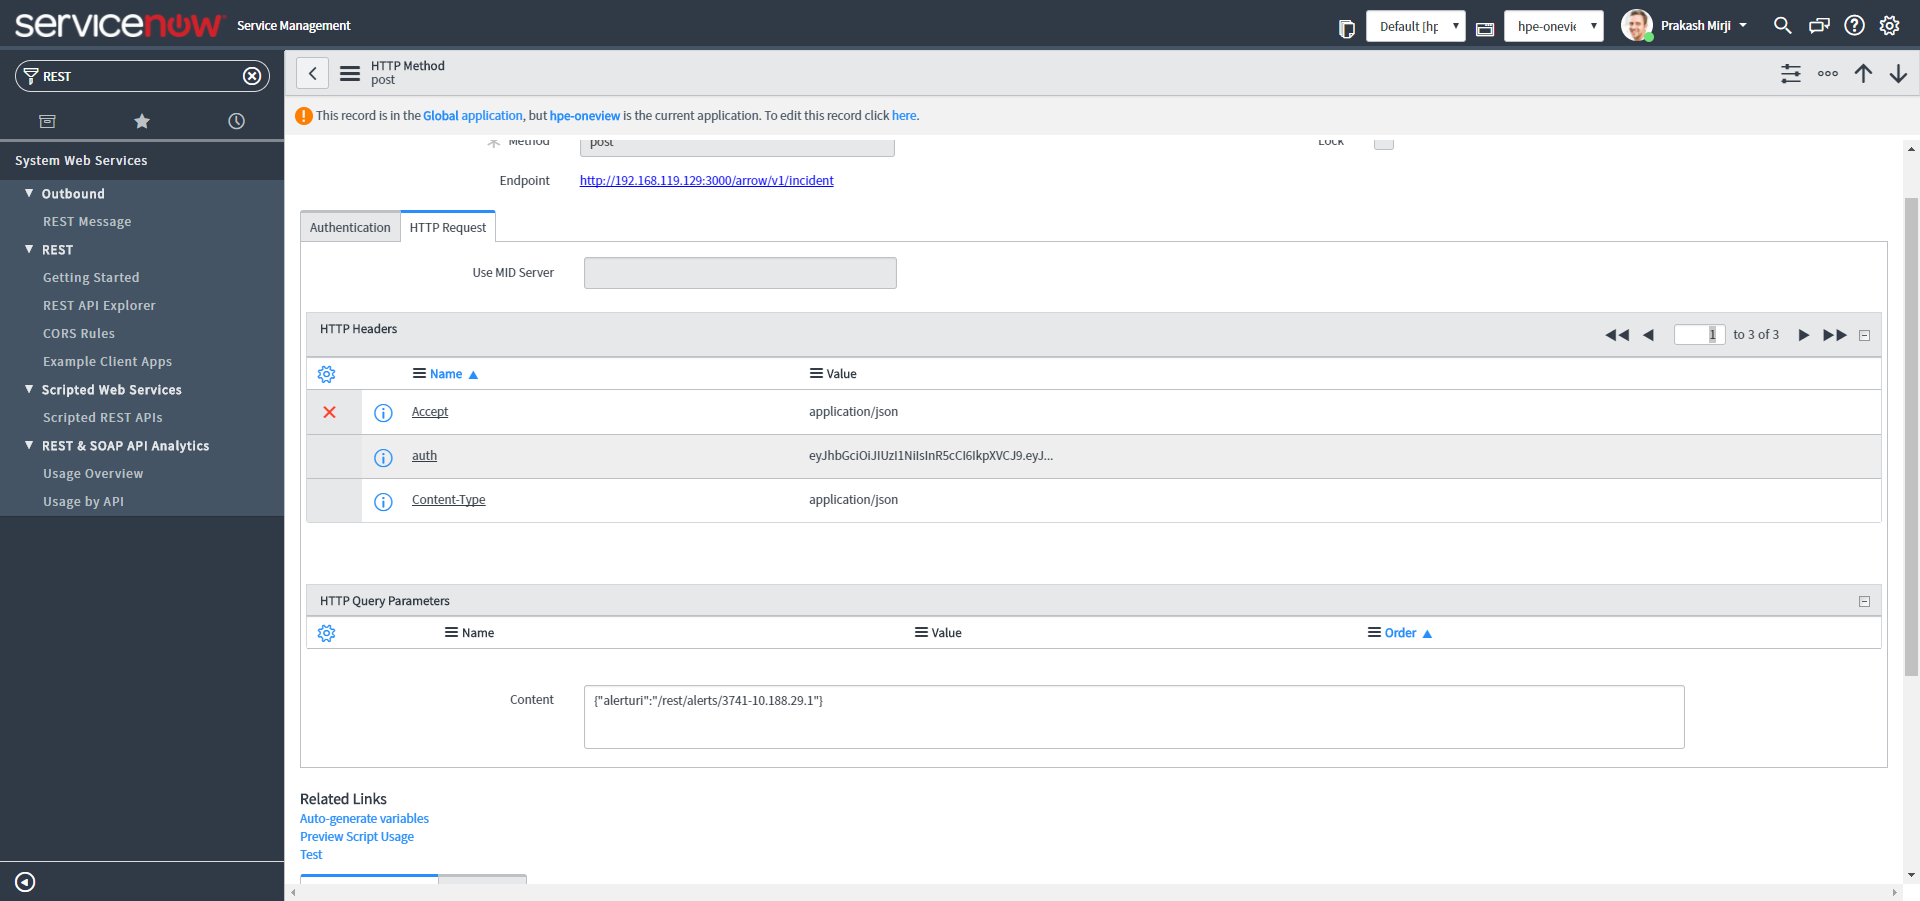 servicenow Service Management
Default [hp
hpe-onevie
Prakash Mirji
REST
System Web Services
Outbound
REST Message
REST
Getting Started
REST API Explorer
CORS Rules
Example Client Apps
Scripted Web Services
Scripted REST APIs
REST & SOAP API Analytics
Usage Overview
Usage by API
HTTP Method
post
This record is in the Global application, but hpe-oneview is the current application. To edit this record click here.
Method post Lock
Endpoint http://192.168.119.129:3000/arrow/v1/incident
Authentication HTTP Request
Use MID Server
HTTP Headers 1 to 3 of 3
Name Value
Accept application/json
auth eyJhbGciOiJIUzI1NiIsInR5cCI6IkpXVCJ9.eyJ...
Content-Type application/json
HTTP Query Parameters
Name Value Order
Content {"alerturi":"/rest/alerts/3741-10.188.29.1"}
Related Links
Auto-generate variables
Preview Script Usage
Test